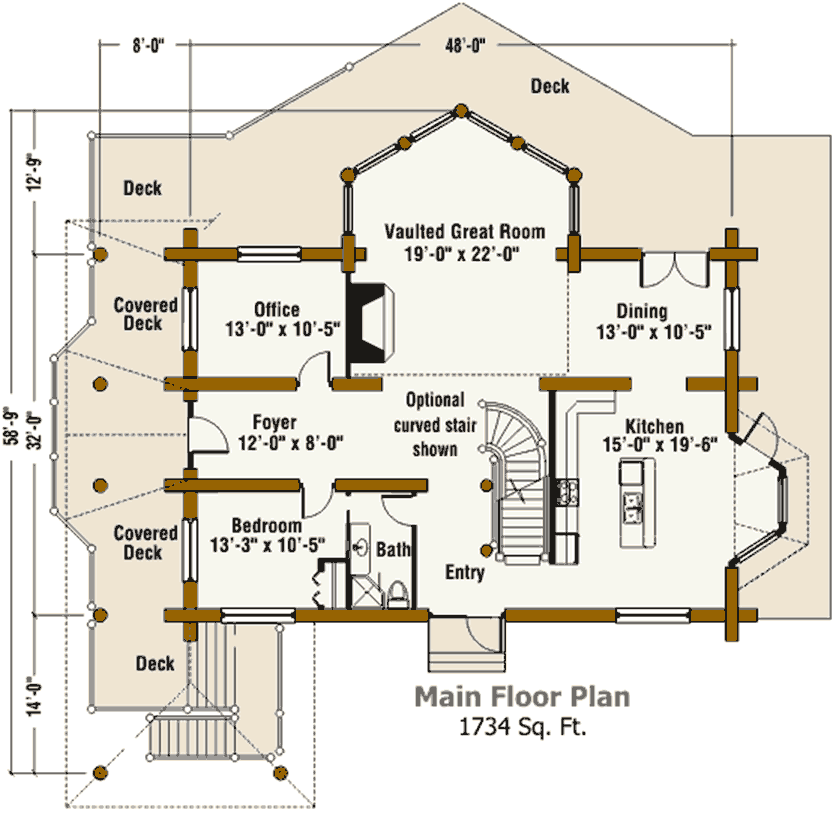 8'-0"
48'-0"
Deck
12'-9"
Deck
Vaulted Great Room
19'-0" x 22'-0"
Covered
Deck
Office
13'-0" x 10'-5"
Dining
13'-0" x 10'-5"
58'-9"
32'-0"
Foyer
12'-0" x 8'-0"
Optional
curved stair
shown
Kitchen
15'-0" x 19'-6"
Covered
Deck
Bedroom
13'-3" x 10'-5"
Bath
Entry
Deck
14'-0"
Main Floor Plan
1734 Sq. Ft.